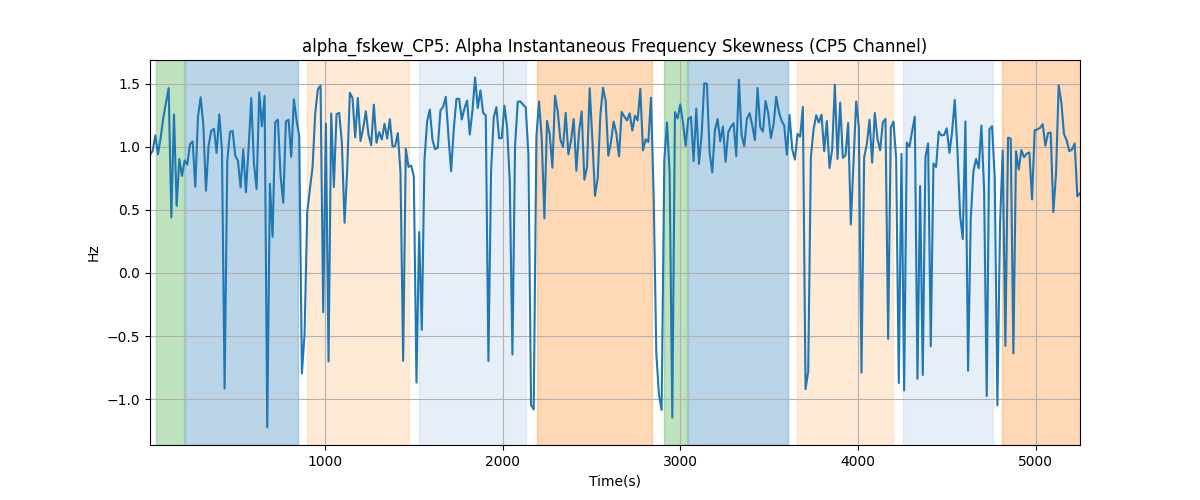 alpha_fskew_CP5: Alpha Instantaneous Frequency Skewness (CP5 Channel)
1.5
1.0
0.5
0.0
−0.5
−1.0
Hz
1000 2000 3000 4000 5000
Time(s)